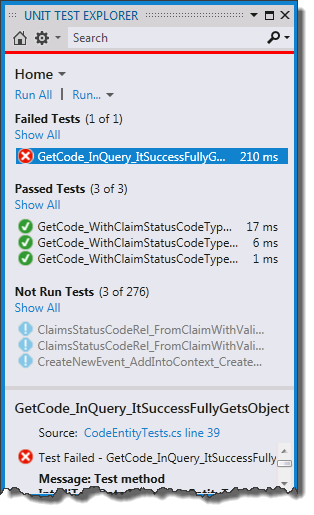 UNIT TEST EXPLORER
Search
Home
Run All | Run...
Failed Tests (1 of 1)
Show All
GetCode_InQuery_ItSuccessFullyG... 210 ms
Passed Tests (3 of 3)
Show All
GetCode_WithClaimStatusCodeType... 17 ms
GetCode_WithClaimStatusCodeType... 6 ms
GetCode_WithClaimStatusCodeType... 1 ms
Not Run Tests (3 of 276)
Show All
ClaimsStatusCodeRel_FromClaimWithVali...
ClaimsStatusCodeRel_FromClaimWithVali...
CreateNewEvent_AddIntoContext_Create...
GetCode_InQuery_ItSuccessFullyGetsObject
Source: CodeEntityTests.cs line 39
Test Failed - GetCode_InQuery_ItSuccessFully
Message: Test method